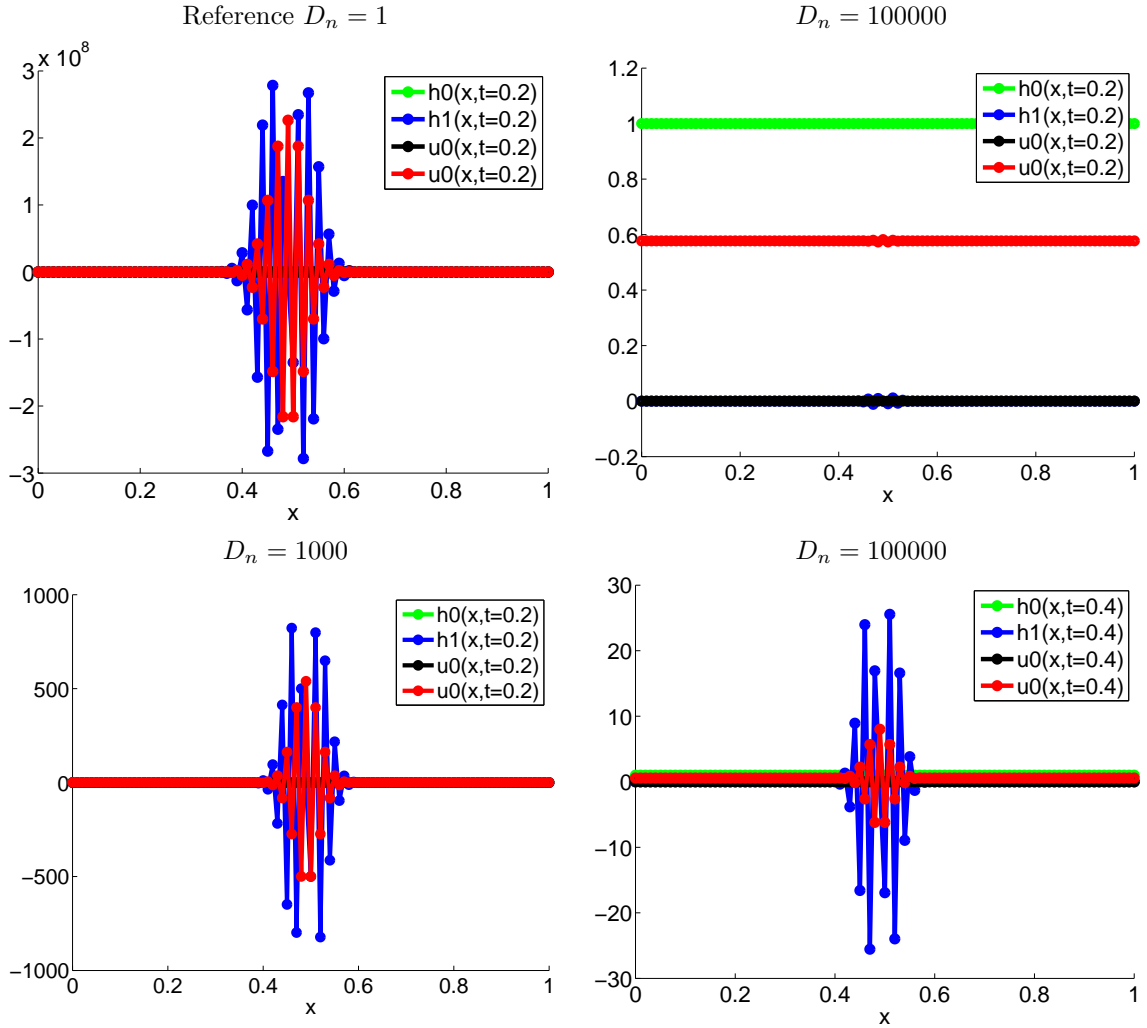 Reference Dₙ = 1
x 10⁸
3
2
1
0
−1
−2
−3
0
0.2
0.4
0.6
0.8
1
x
h0(x,t=0.2)
h1(x,t=0.2)
u0(x,t=0.2)
u0(x,t=0.2)
Dₙ = 100000
1.2
1
0.8
0.6
0.4
0.2
0
−0.2
0
0.2
0.4
0.6
0.8
1
x
h0(x,t=0.2)
h1(x,t=0.2)
u0(x,t=0.2)
u0(x,t=0.2)
Dₙ = 1000
1000
500
0
−500
−1000
0
0.2
0.4
0.6
0.8
1
x
h0(x,t=0.2)
h1(x,t=0.2)
u0(x,t=0.2)
u0(x,t=0.2)
Dₙ = 100000
30
20
10
0
−10
−20
−30
0
0.2
0.4
0.6
0.8
1
x
h0(x,t=0.4)
h1(x,t=0.4)
u0(x,t=0.4)
u0(x,t=0.4)